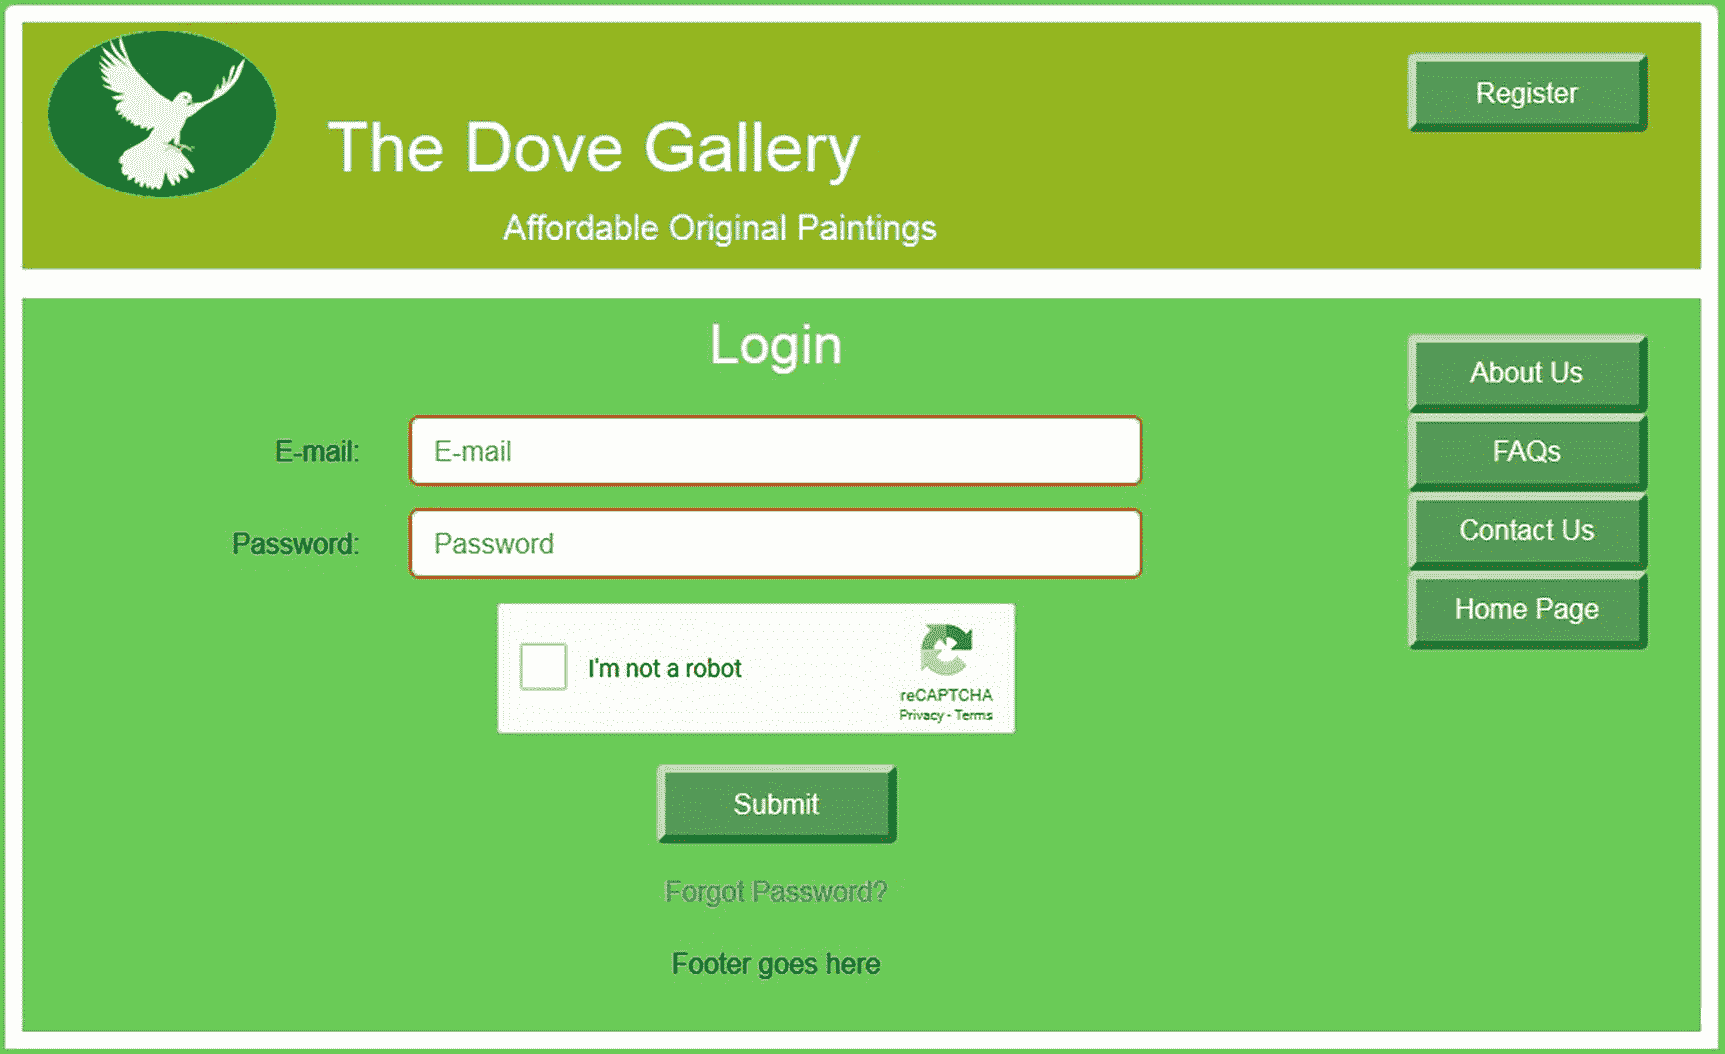 Register
The Dove Gallery
Affordable Original Paintings
Login
About Us
E-mail: E-mail
FAQs
Password: Password
Contact Us
Home Page
I'm not a robot
reCAPTCHA
Privacy - Terms
Submit
Forgot Password?
Footer goes here